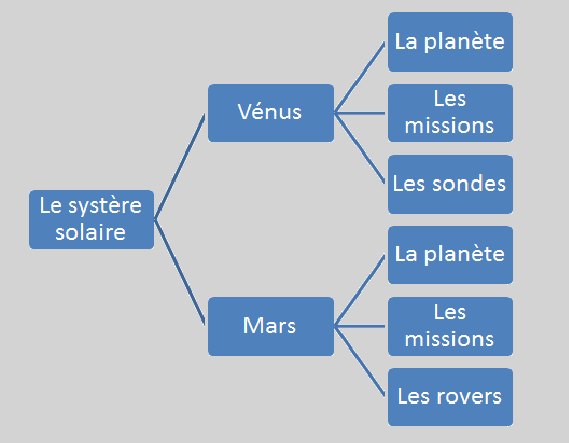 Le systère
solaire
Vénus
La planète
Les
missions
Les sondes
Mars
La planète
Les
missions
Les rovers